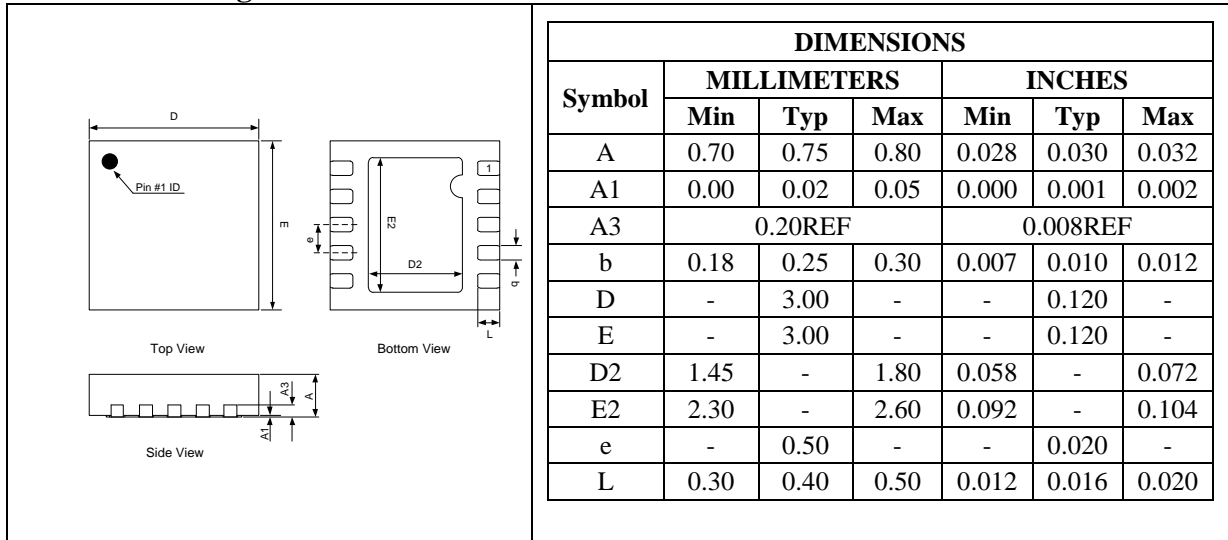 D
Pin #1 ID
E
Top View
1
E2
e
D2
b
L
Bottom View
A3
A
A1
Side View
DIMENSIONS
Symbol MILLIMETERS INCHES
Min Typ Max Min Typ Max
A 0.70 0.75 0.80 0.028 0.030 0.032
A1 0.00 0.02 0.05 0.000 0.001 0.002
A3 0.20REF 0.008REF
b 0.18 0.25 0.30 0.007 0.010 0.012
D - 3.00 - - 0.120 -
E - 3.00 - - 0.120 -
D2 1.45 - 1.80 0.058 - 0.072
E2 2.30 - 2.60 0.092 - 0.104
e - 0.50 - - 0.020 -
L 0.30 0.40 0.50 0.012 0.016 0.020